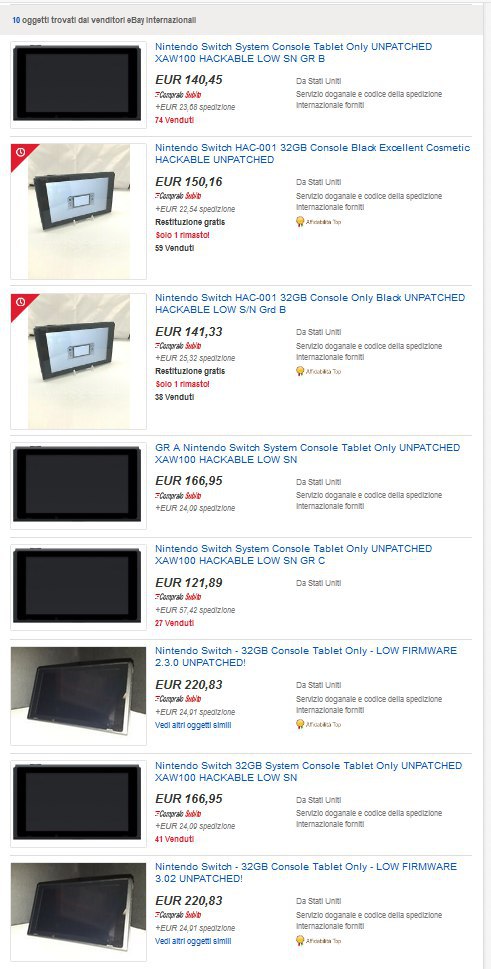 10 oggetti trovati dai venditori eBay internazionali
Nintendo Switch System Console Tablet Only UNPATCHED
XAW100 HACKABLE LOW SN GR B
EUR 140,45
Da Stati Uniti
Compralo Subito
Servizio doganale e codice della spedizione
internazionale forniti
+EUR 23,68 spedizione
74 Venduti
Nintendo Switch HAC-001 32GB Console Black Excellent Cosmetic
HACKABLE UNPATCHED
EUR 150,16
Da Stati Uniti
Compralo Subito
Servizio doganale e codice della spedizione
internazionale forniti
+EUR 22,54 spedizione
Restituzione gratis
Affidabilità Top
Solo 1 rimasto!
59 Venduti
Nintendo Switch HAC-001 32GB Console Only Black UNPATCHED
HACKABLE LOW S/N Grd B
EUR 141,33
Da Stati Uniti
Compralo Subito
Servizio doganale e codice della spedizione
internazionale forniti
+EUR 25,32 spedizione
Restituzione gratis
Affidabilità Top
Solo 1 rimasto!
38 Venduti
GR A Nintendo Switch System Console Tablet Only UNPATCHED
XAW100 HACKABLE LOW SN
EUR 166,95
Da Stati Uniti
Compralo Subito
Servizio doganale e codice della spedizione
internazionale forniti
+EUR 24,09 spedizione
Nintendo Switch System Console Tablet Only UNPATCHED
XAW100 HACKABLE LOW SN GR C
EUR 121,89
Da Stati Uniti
Compralo Subito
+EUR 57,42 spedizione
27 Venduti
Nintendo Switch - 32GB Console Tablet Only - LOW FIRMWARE
2.3.0 UNPATCHED!
EUR 220,83
Da Stati Uniti
Compralo Subito
Servizio doganale e codice della spedizione
internazionale forniti
+EUR 24,91 spedizione
Vedi altri oggetti simili
Affidabilità Top
Nintendo Switch 32GB System Console Tablet Only UNPATCHED
XAW100 HACKABLE LOW SN
EUR 166,95
Da Stati Uniti
Compralo Subito
Servizio doganale e codice della spedizione
internazionale forniti
+EUR 24,09 spedizione
41 Venduti
Nintendo Switch - 32GB Console Tablet Only - LOW FIRMWARE
3.02 UNPATCHED!
EUR 220,83
Da Stati Uniti
Compralo Subito
Servizio doganale e codice della spedizione
internazionale forniti
+EUR 24,91 spedizione
Vedi altri oggetti simili
Affidabilità Top